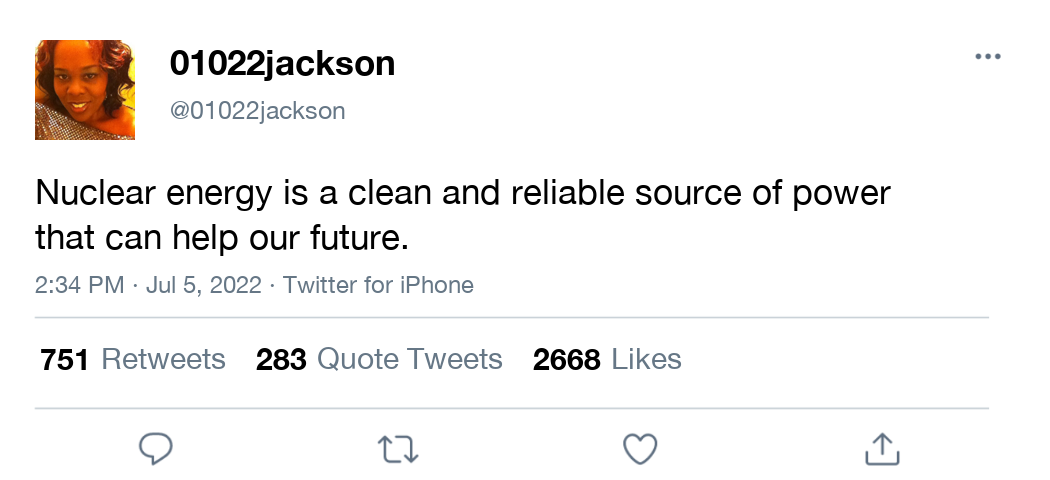 01022jackson
@01022jackson
Nuclear energy is a clean and reliable source of power
that can help our future.
2:34 PM · Jul 5, 2022 · Twitter for iPhone
751 Retweets 283 Quote Tweets 2668 Likes